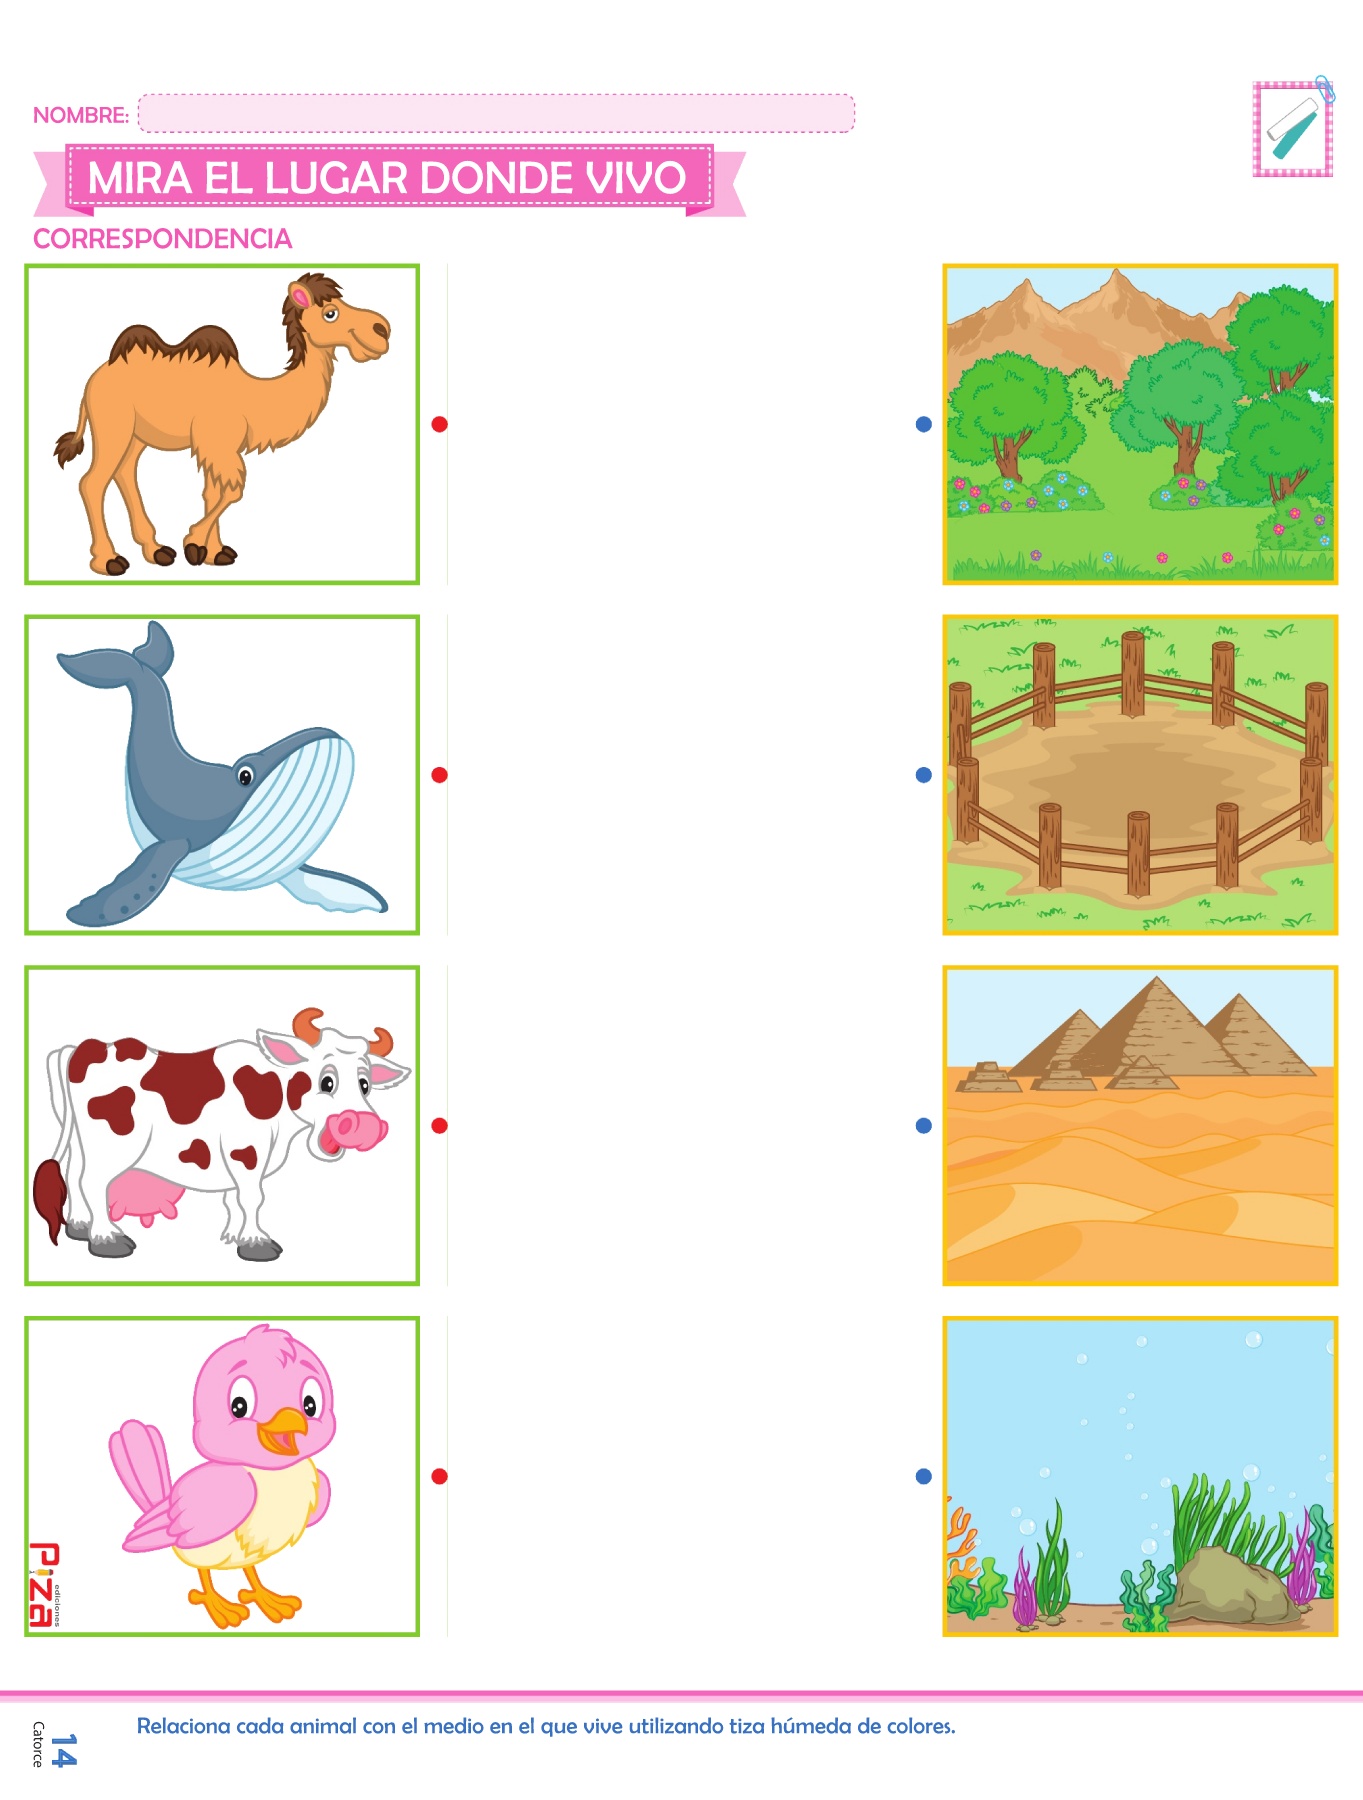 NOMBRE:
MIRA EL LUGAR DONDE VIVO
CORRESPONDENCIA
Piza
ediciones
14
Catorce
Relaciona cada animal con el medio en el que vive utilizando tiza húmeda de colores.